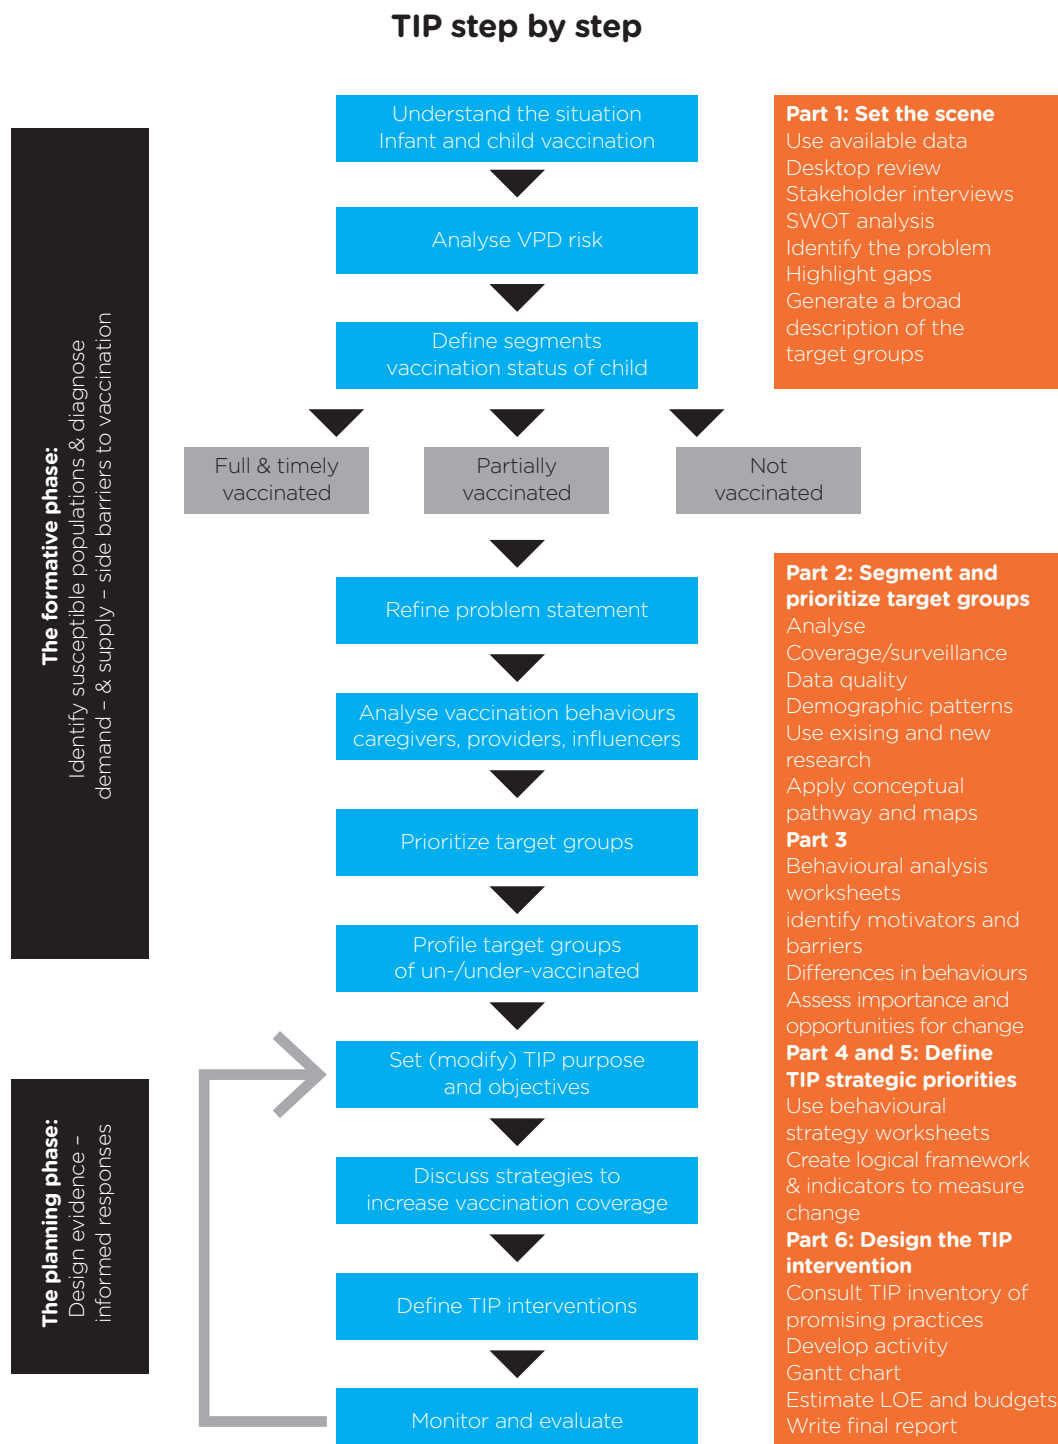 TIP step by step
The formative phase:
Identify susceptible populations & diagnose
demand – & supply – side barriers to vaccination
The planning phase:
Design evidence –
informed responses
Understand the situation
Infant and child vaccination
Analyse VPD risk
Define segments
vaccination status of child
Full & timely
vaccinated
Partially
vaccinated
Not
vaccinated
Refine problem statement
Analyse vaccination behaviours
caregivers, providers, influencers
Prioritize target groups
Profile target groups
of un-/under-vaccinated
Set (modify) TIP purpose
and objectives
Discuss strategies to
increase vaccination coverage
Define TIP interventions
Monitor and evaluate
Part 1: Set the scene
Use available data
Desktop review
Stakeholder interviews
SWOT analysis
Identify the problem
Highlight gaps
Generate a broad
description of the
target groups
Part 2: Segment and
prioritize target groups
Analyse
Coverage/surveillance
Data quality
Demographic patterns
Use exising and new
research
Apply conceptual
pathway and maps
Part 3
Behavioural analysis
worksheets
identify motivators and
barriers
Differences in behaviours
Assess importance and
opportunities for change
Part 4 and 5: Define
TIP strategic priorities
Use behavioural
strategy worksheets
Create logical framework
& indicators to measure
change
Part 6: Design the TIP
intervention
Consult TIP inventory of
promising practices
Develop activity
Gantt chart
Estimate LOE and budgets
Write final report